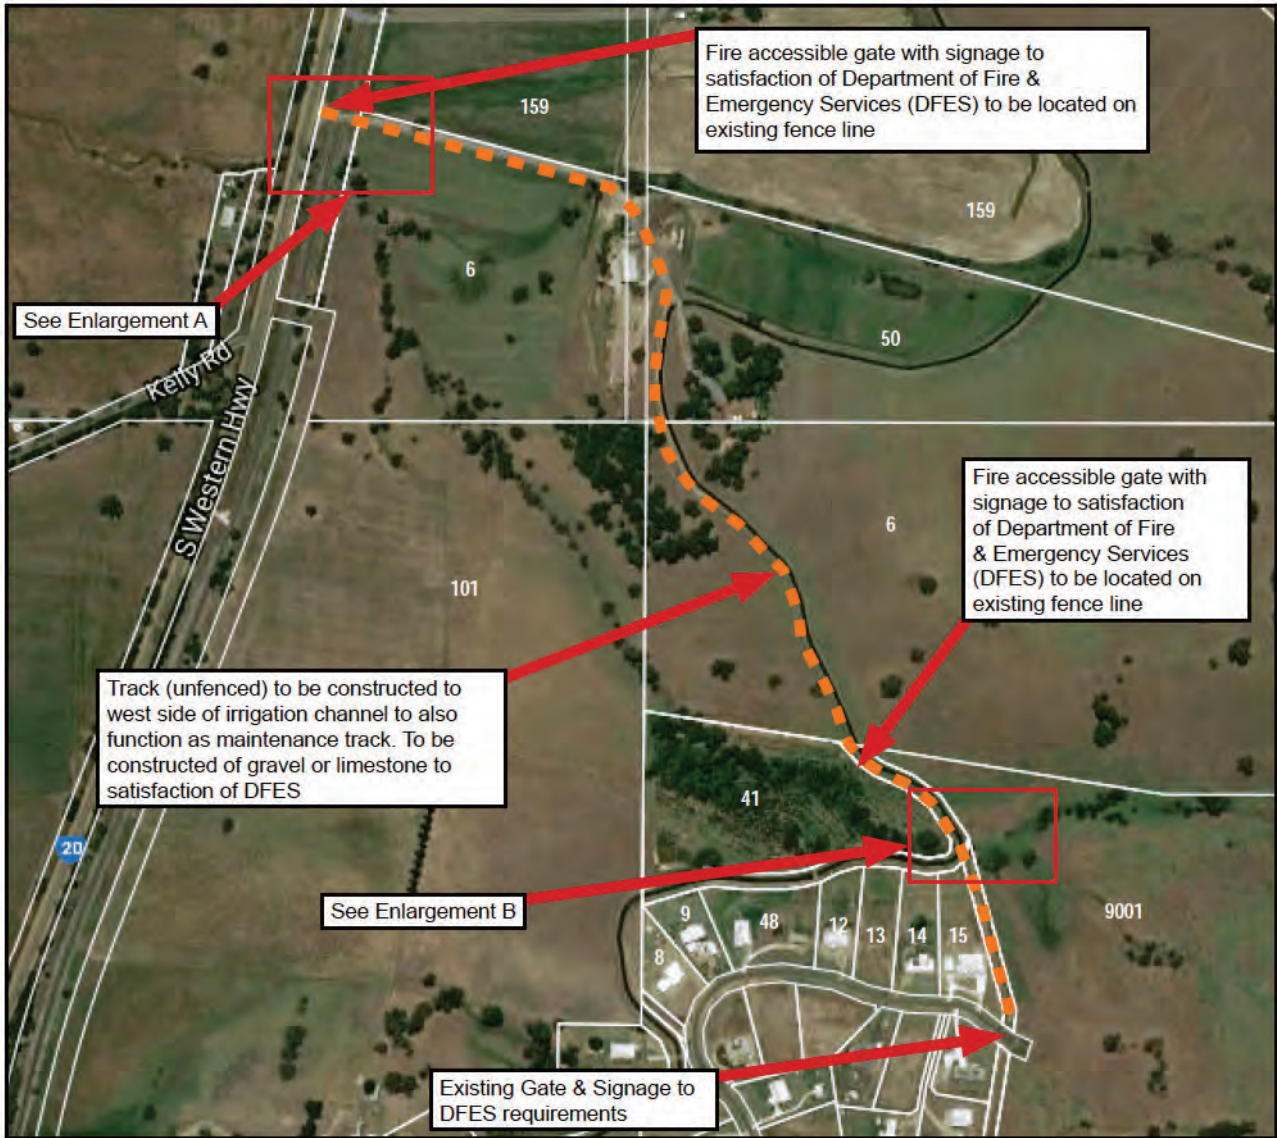 Fire accessible gate with signage to
satisfaction of Department of Fire &
Emergency Services (DFES) to be located on
existing fence line
159
159
6
See Enlargement A
50
Kelly Rd
S Western Hwy
Fire accessible gate with
signage to satisfaction
of Department of Fire
& Emergency Services
(DFES) to be located on
existing fence line
6
101
Track (unfenced) to be constructed to
west side of irrigation channel to also
function as maintenance track. To be
constructed of gravel or limestone to
satisfaction of DFES
41
20
See Enlargement B
9
48
12
13
14
15
9001
8
Existing Gate & Signage to
DFES requirements